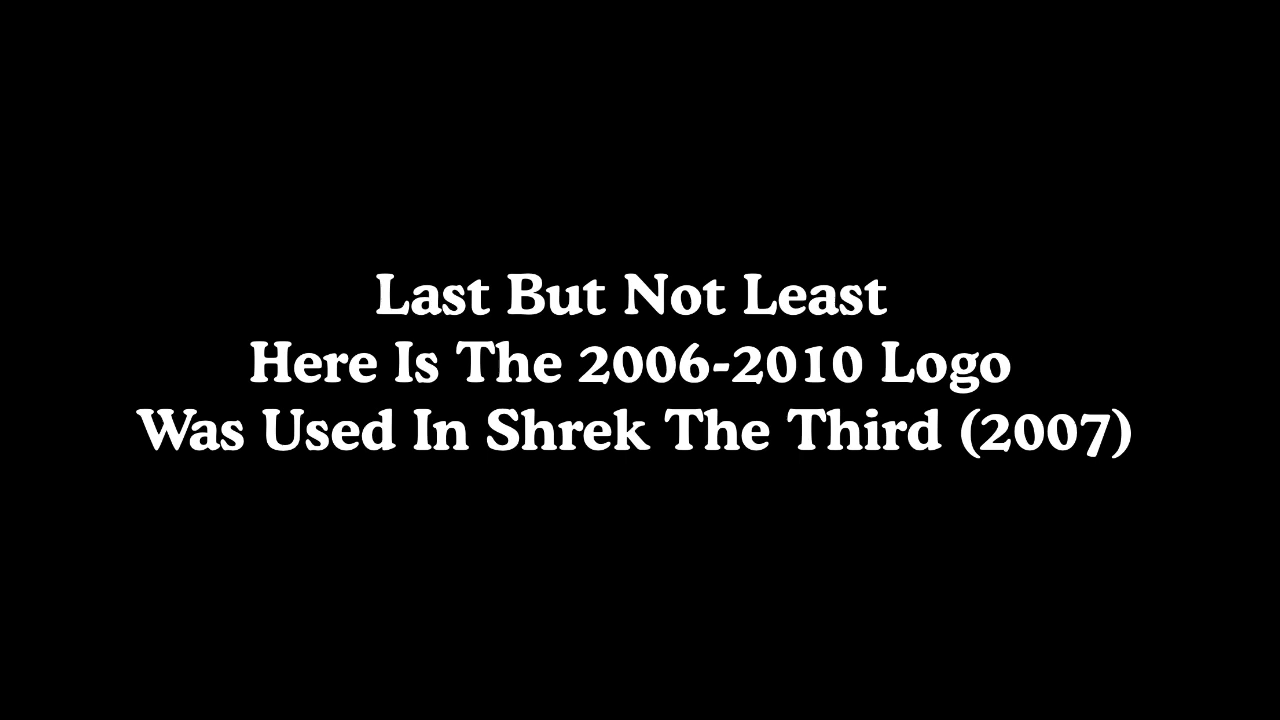 Last But Not Least
Here Is The 2006-2010 Logo
Was Used In Shrek The Third (2007)